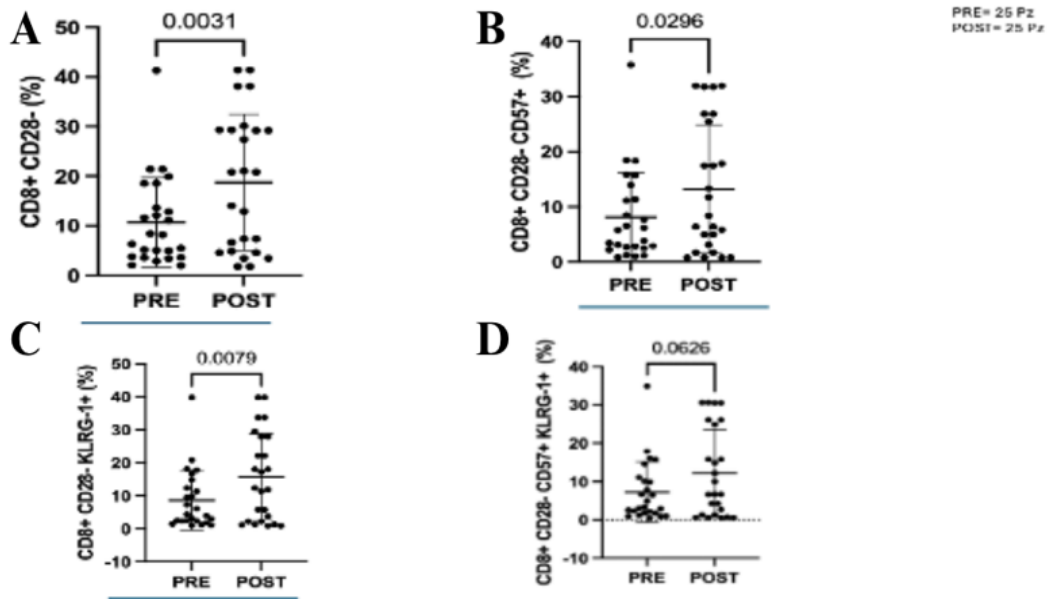 A
0.0031
CD8+ CD28- (%)
50
40
30
20
10
0
PRE POST
B
0.0296
CD8+ CD28- CD57+ (%)
40
30
20
10
0
PRE POST
PRE= 25 Pz
POST= 25 Pz
C
0.0079
CD8+ CD28- KLRG-1+ (%)
50
40
30
20
10
0
-10
PRE POST
D
0.0626
CD8+ CD28- CD57+ KLRG-1+ (%)
40
30
20
10
0
-10
PRE POST